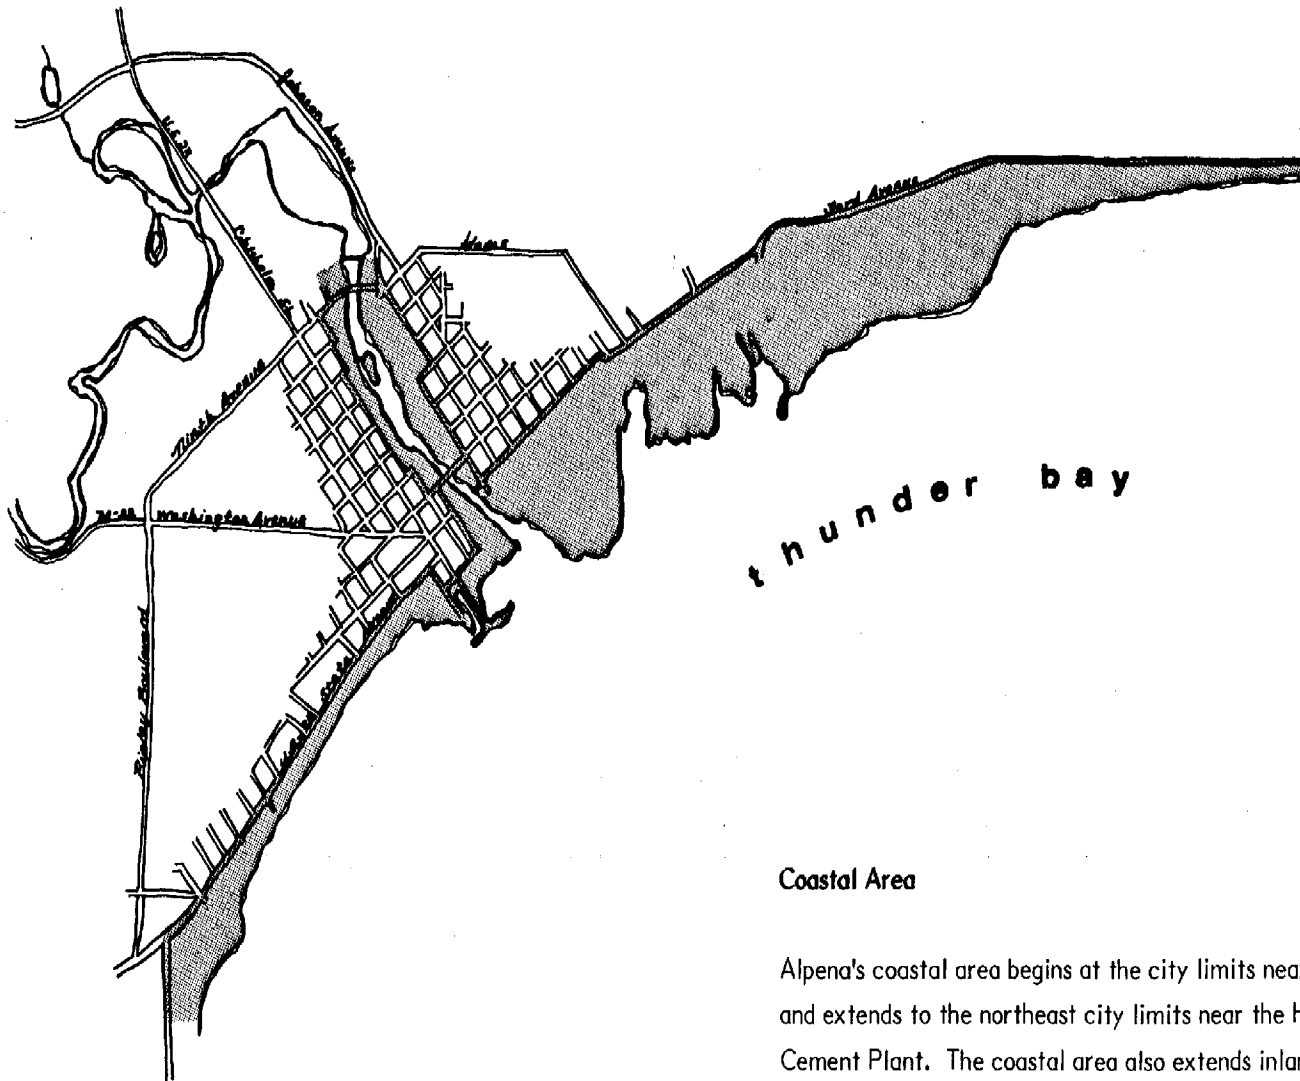 Johnson Avenue
U.S. 23
Ford Avenue
Chisholm St.
Ninth Avenue
Washington Avenue
thunder bay
State
Ripley Boulevard
Coastal Area
Alpena's coastal area begins at the city limits nea
and extends to the northeast city limits near the H
Cement Plant. The coastal area also extends inlan